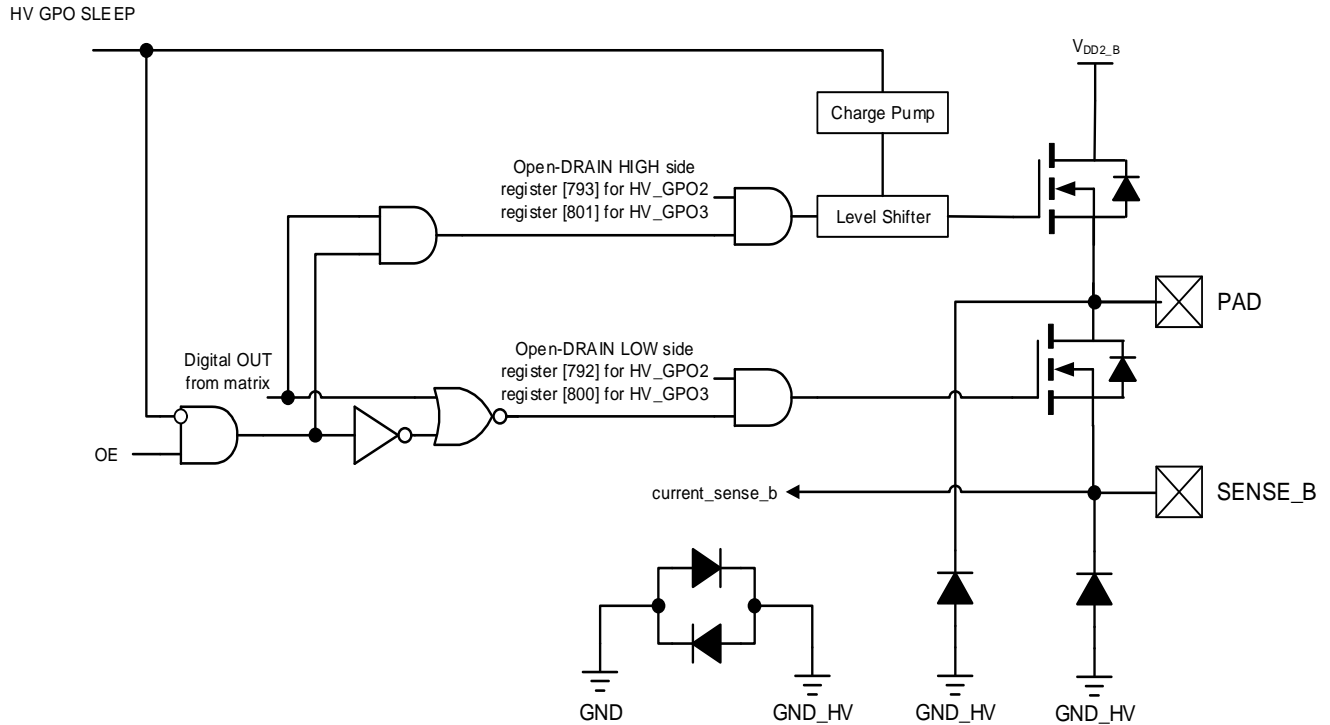 HV GPO SLEEP
V_DD2_B
Charge Pump
Open-DRAIN HIGH side
register [793] for HV_GPO2
register [801] for HV_GPO3
Level Shifter
PAD
Digital OUT
from matrix
Open-DRAIN LOW side
register [792] for HV_GPO2
register [800] for HV_GPO3
OE
current_sense_b
SENSE_B
GND
GND_HV
GND_HV
GND_HV